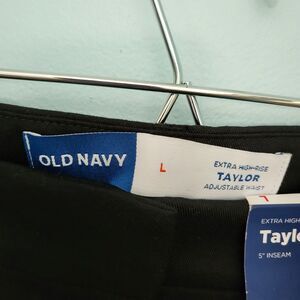 OLD NAVY
L
EXTRA HIGH-RISE
TAYLOR
ADJUSTABLE WAIST
EXTRA HIGH
Taylo
5" INSEAM